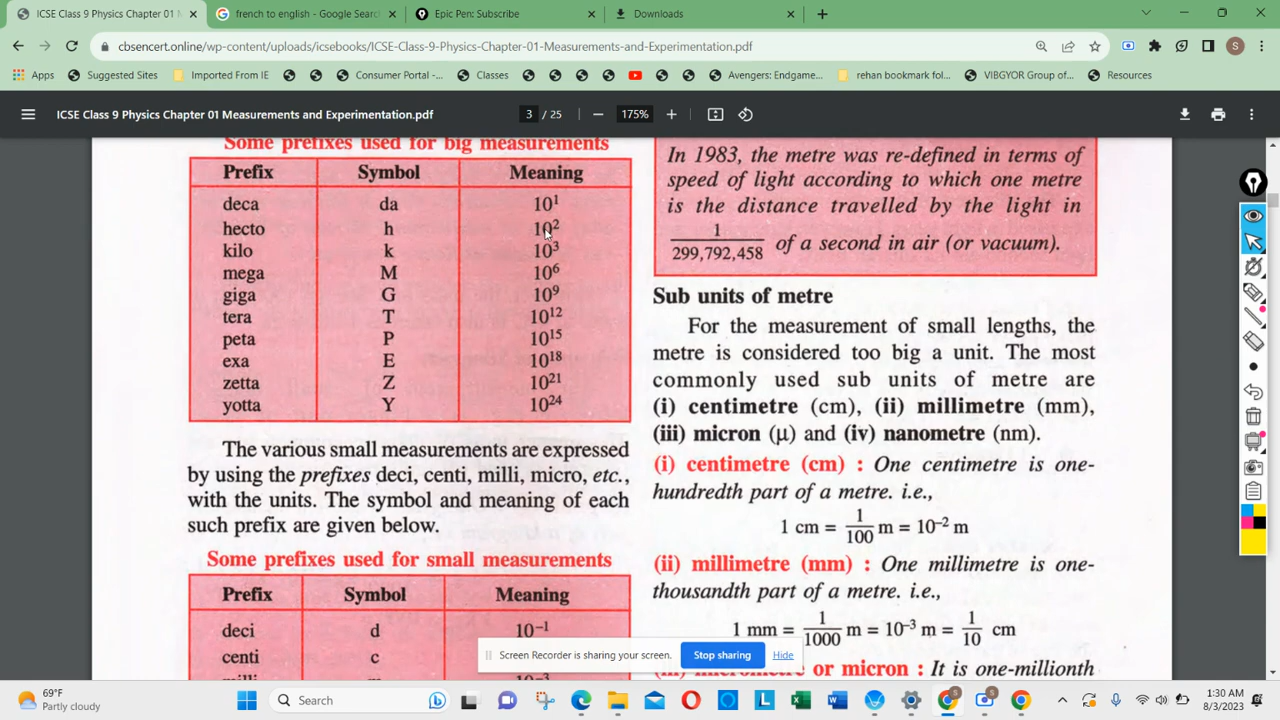 ICSE Class 9 Physics Chapter 01 M
french to english - Google Searc
Epic Pen: Subscribe
Downloads
cbsencert.online/wp-content/uploads/icsebooks/ICSE-Class-9-Physics-Chapter-01-Measurements-and-Experimentation.pdf
S
Apps
Suggested Sites
Imported From IE
Consumer Portal -...
Classes
Avengers: Endgame...
rehan bookmark fol...
VIBGYOR Group of...
Resources
ICSE Class 9 Physics Chapter 01 Measurements and Experimentation.pdf
3 / 25
175%
Some prefixes used for big measurements
Prefix Symbol Meaning
deca da 10¹
hecto h 10²
kilo k 10³
mega M 10⁶
giga G 10⁹
tera T 10¹²
peta P 10¹⁵
exa E 10¹⁸
zetta Z 10²¹
yotta Y 10²⁴
The various small measurements are expressed
by using the prefixes deci, centi, milli, micro, etc.,
with the units. The symbol and meaning of each
such prefix are given below.
Some prefixes used for small measurements
Prefix Symbol Meaning
deci d 10⁻¹
centi c
In 1983, the metre was re-defined in terms of
speed of light according to which one metre
is the distance travelled by the light in
1/299,792,458 of a second in air (or vacuum).
Sub units of metre
For the measurement of small lengths, the
metre is considered too big a unit. The most
commonly used sub units of metre are
(i) centimetre (cm), (ii) millimetre (mm),
(iii) micron (μ) and (iv) nanometre (nm).
(i) centimetre (cm) : One centimetre is one-
hundredth part of a metre. i.e.,
1 cm = 1/100 m = 10⁻² m
(ii) millimetre (mm) : One millimetre is one-
thousandth part of a metre. i.e.,
1 mm = 1/1000 m = 10⁻³ m = 1/10 cm
or micron : It is one-millionth
Screen Recorder is sharing your screen.
Stop sharing
Hide
69°F
Partly cloudy
Search
1:30 AM
8/3/2023